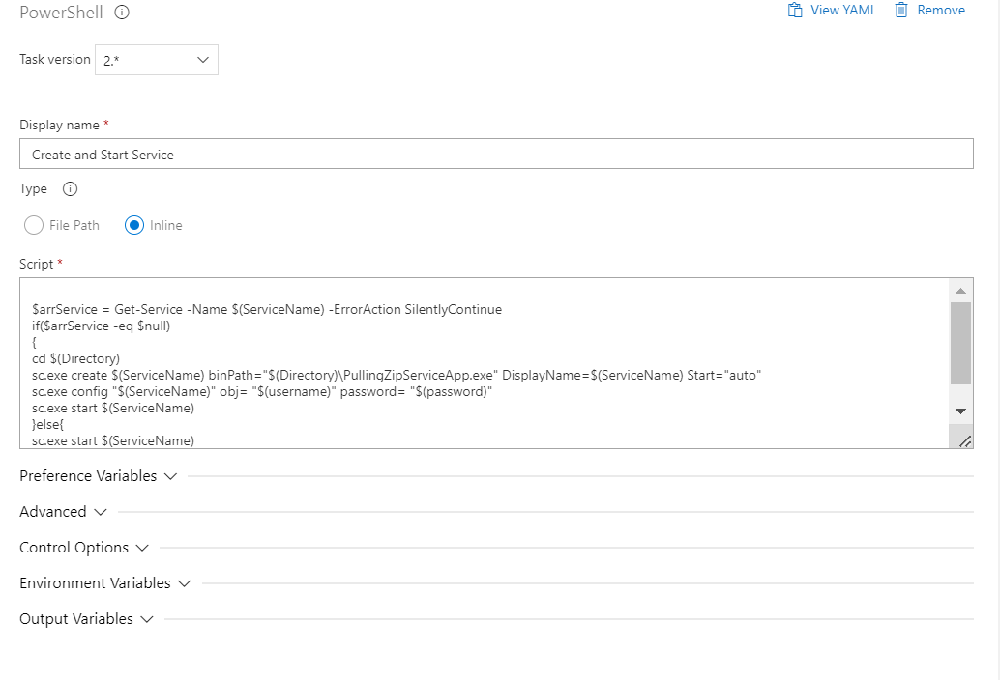 PowerShell
View YAML
Remove
Task version 2.*
Display name *
Create and Start Service
Type
File Path Inline
Script *
$arrService = Get-Service -Name $(ServiceName) -ErrorAction SilentlyContinue
if($arrService -eq $null)
{
cd $(Directory)
sc.exe create $(ServiceName) binPath="$(Directory)\PullingZipServiceApp.exe" DisplayName=$(ServiceName) Start="auto"
sc.exe config "$(ServiceName)" obj= "$(username)" password= "$(password)"
sc.exe start $(ServiceName)
}else{
sc.exe start $(ServiceName)
Preference Variables
Advanced
Control Options
Environment Variables
Output Variables